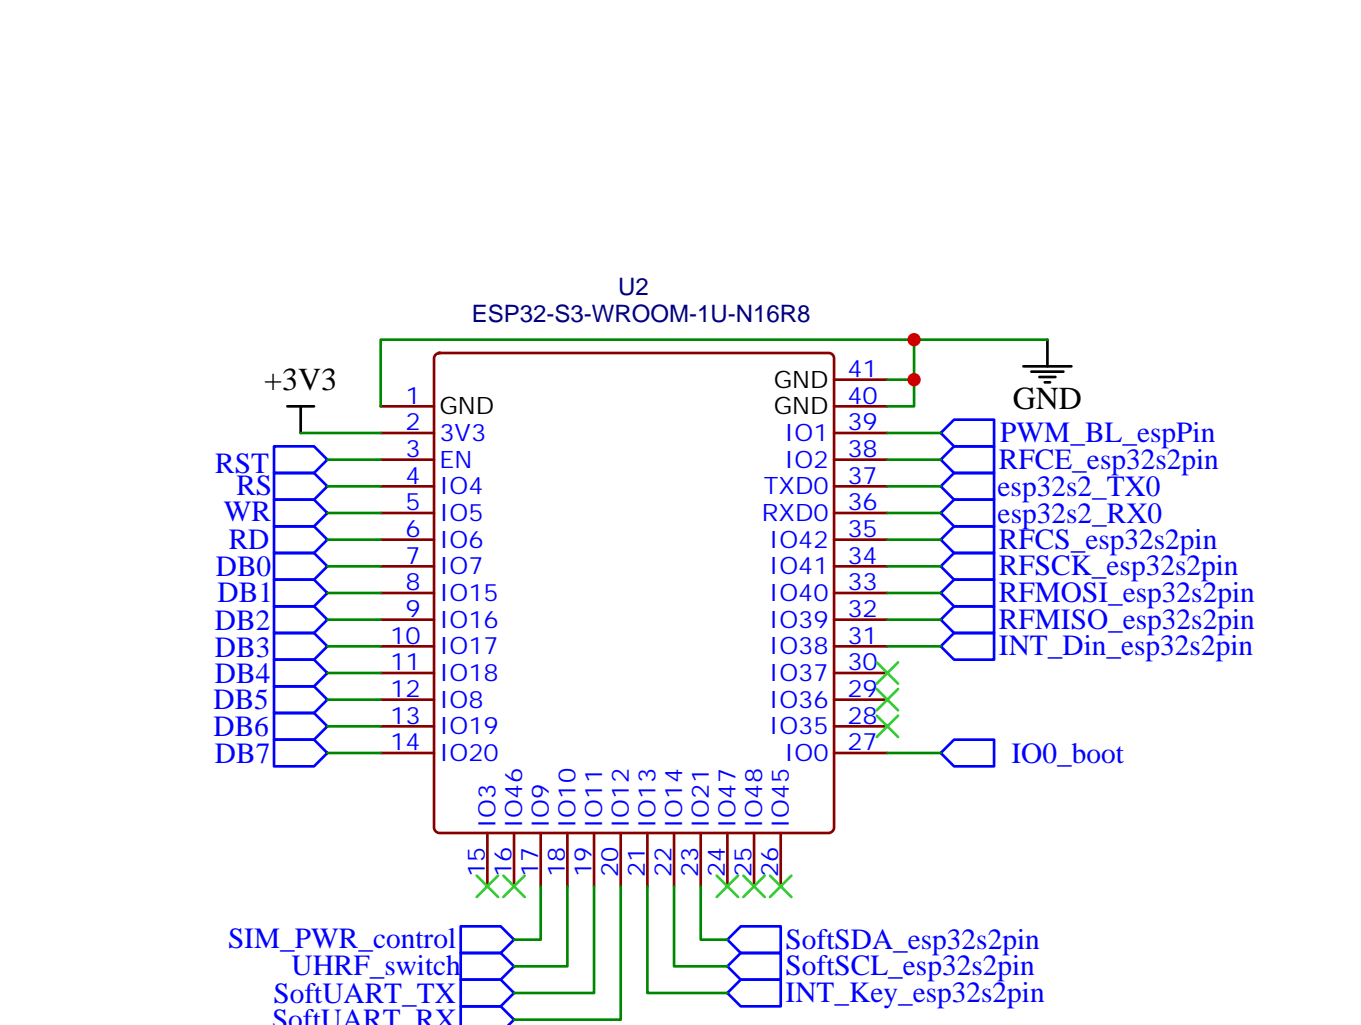 U2
ESP32-S3-WROOM-1U-N16R8
+3V3
GND
1 GND
2 3V3
RST 3 EN
RS 4 IO4
WR 5 IO5
RD 6 IO6
DB0 7 IO7
DB1 8 IO15
DB2 9 IO16
DB3 10 IO17
DB4 11 IO18
DB5 12 IO8
DB6 13 IO19
DB7 14 IO20
GND 41
GND 40
IO1 39 PWM_BL_espPin
IO2 38 RFCE_esp32s2pin
TXD0 37 esp32s2_TX0
RXD0 36 esp32s2_RX0
IO42 35 RFCS_esp32s2pin
IO41 34 RFSCK_esp32s2pin
IO40 33 RFMOSI_esp32s2pin
IO39 32 RFMISO_esp32s2pin
IO38 31 INT_Din_esp32s2pin
IO37 30
IO36 29
IO35 28
IO0 27 IO0_boot
IO3 15
IO46 16
IO9 17
IO10 18
IO11 19
IO12 20
IO13 21
IO14 22
IO21 23
IO47 24
IO48 25
IO45 26
SIM_PWR_control
UHRF_switch
SoftUART_TX
SoftUART_RX
SoftSDA_esp32s2pin
SoftSCL_esp32s2pin
INT_Key_esp32s2pin